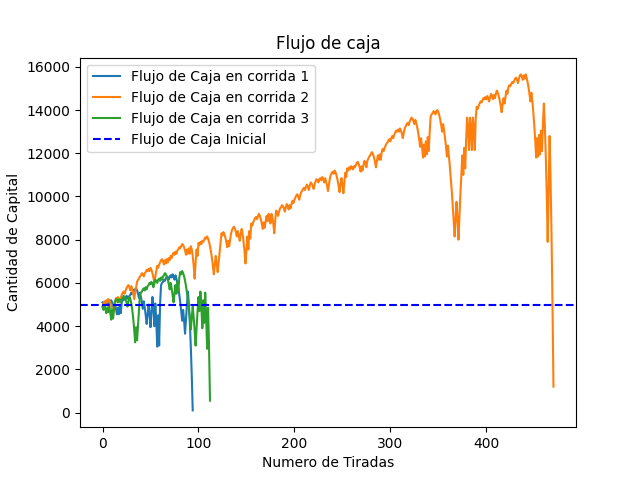 Flujo de caja
Flujo de Caja en corrida 1
Flujo de Caja en corrida 2
Flujo de Caja en corrida 3
Flujo de Caja Inicial
Cantidad de Capital
16000
14000
12000
10000
8000
6000
4000
2000
0
0 100 200 300 400
Numero de Tiradas